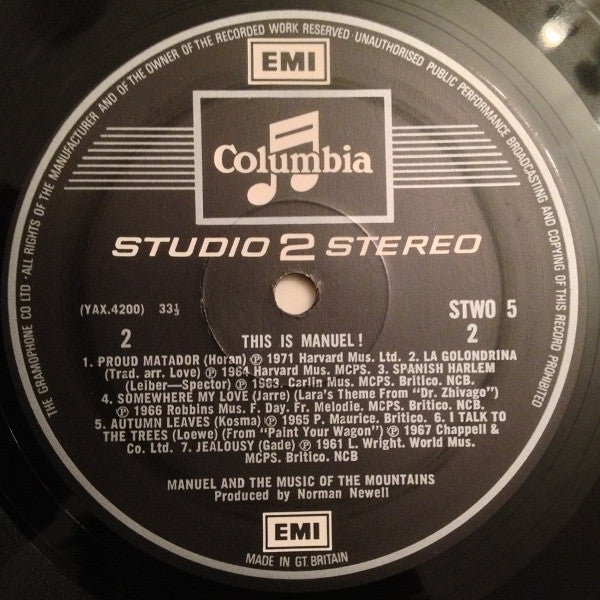 THE GRAMOPHONE CO LTD · ALL RIGHTS OF THE MANUFACTURER AND OF THE OWNER OF THE RECORDED WORK RESERVED · UNAUTHORISED PUBLIC PERFORMANCE BROADCASTING AND COPYING OF THIS RECORD PROHIBITED
EMI
Columbia
STUDIO 2 STEREO
(YAX.4200) 33⅓
STWO 5
2
2
THIS IS MANUEL !
1. PROUD MATADOR (Horan) ℗ 1971 Harvard Mus. Ltd. 2. LA GOLONDRINA
(Trad. arr. Love) ℗ 1964 Harvard Mus. MCPS. 3. SPANISH HARLEM
(Leiber—Spector) ℗ 1963. Carlin Mus. MCPS. Britico. NCB.
4. SOMEWHERE MY LOVE (Jarre) (Lara's Theme From "Dr. Zhivago")
℗ 1966 Robbins Mus. F. Day. Fr. Melodie. MCPS. Britico. NCB.
5. AUTUMN LEAVES (Kosma) ℗ 1965 P. Maurice. Britico. 6. I TALK TO
THE TREES (Loewe) (From "Paint Your Wagon") ℗ 1967 Chappell &
Co. Ltd. 7. JEALOUSY (Gade) ℗ 1961 L. Wright. World Mus.
MCPS. Britico. NCB
MANUEL AND THE MUSIC OF THE MOUNTAINS
Produced by Norman Newell
EMI
MADE IN GT. BRITAIN